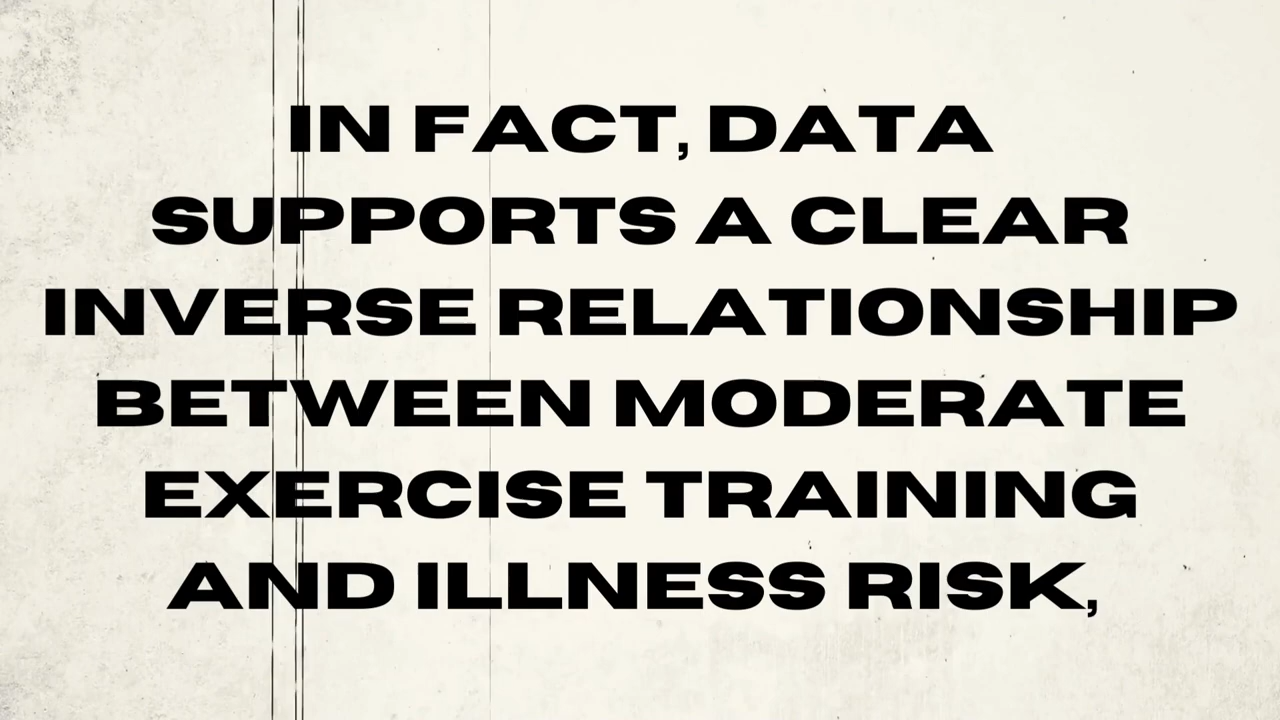 IN FACT, DATA
SUPPORTS A CLEAR
INVERSE RELATIONSHIP
BETWEEN MODERATE
EXERCISE TRAINING
AND ILLNESS RISK,